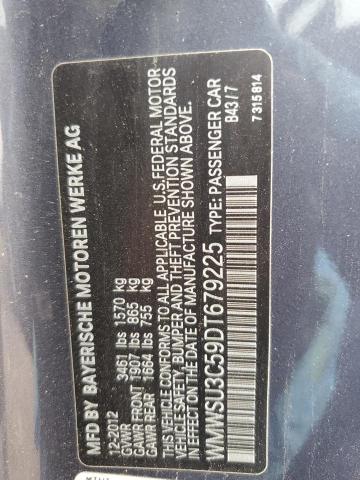 MFD BY BAYERISCHE MOTOREN WERKE AG
12-2012
GVWR 3461 lbs 1570 kg
GAWR FRONT 1907 lbs 865 kg
GAWR REAR 1664 lbs 755 kg
THIS VEHICLE CONFORMS TO ALL APPLICABLE U.S. FEDERAL MOTOR
VEHICLE SAFETY, BUMPER, AND THEFT PREVENTION STANDARDS
IN EFFECT ON THE DATE OF MANUFACTURE SHOWN ABOVE.
WMWSU3C59DT679225 TYPE: PASSENGER CAR
B43/7
7315814